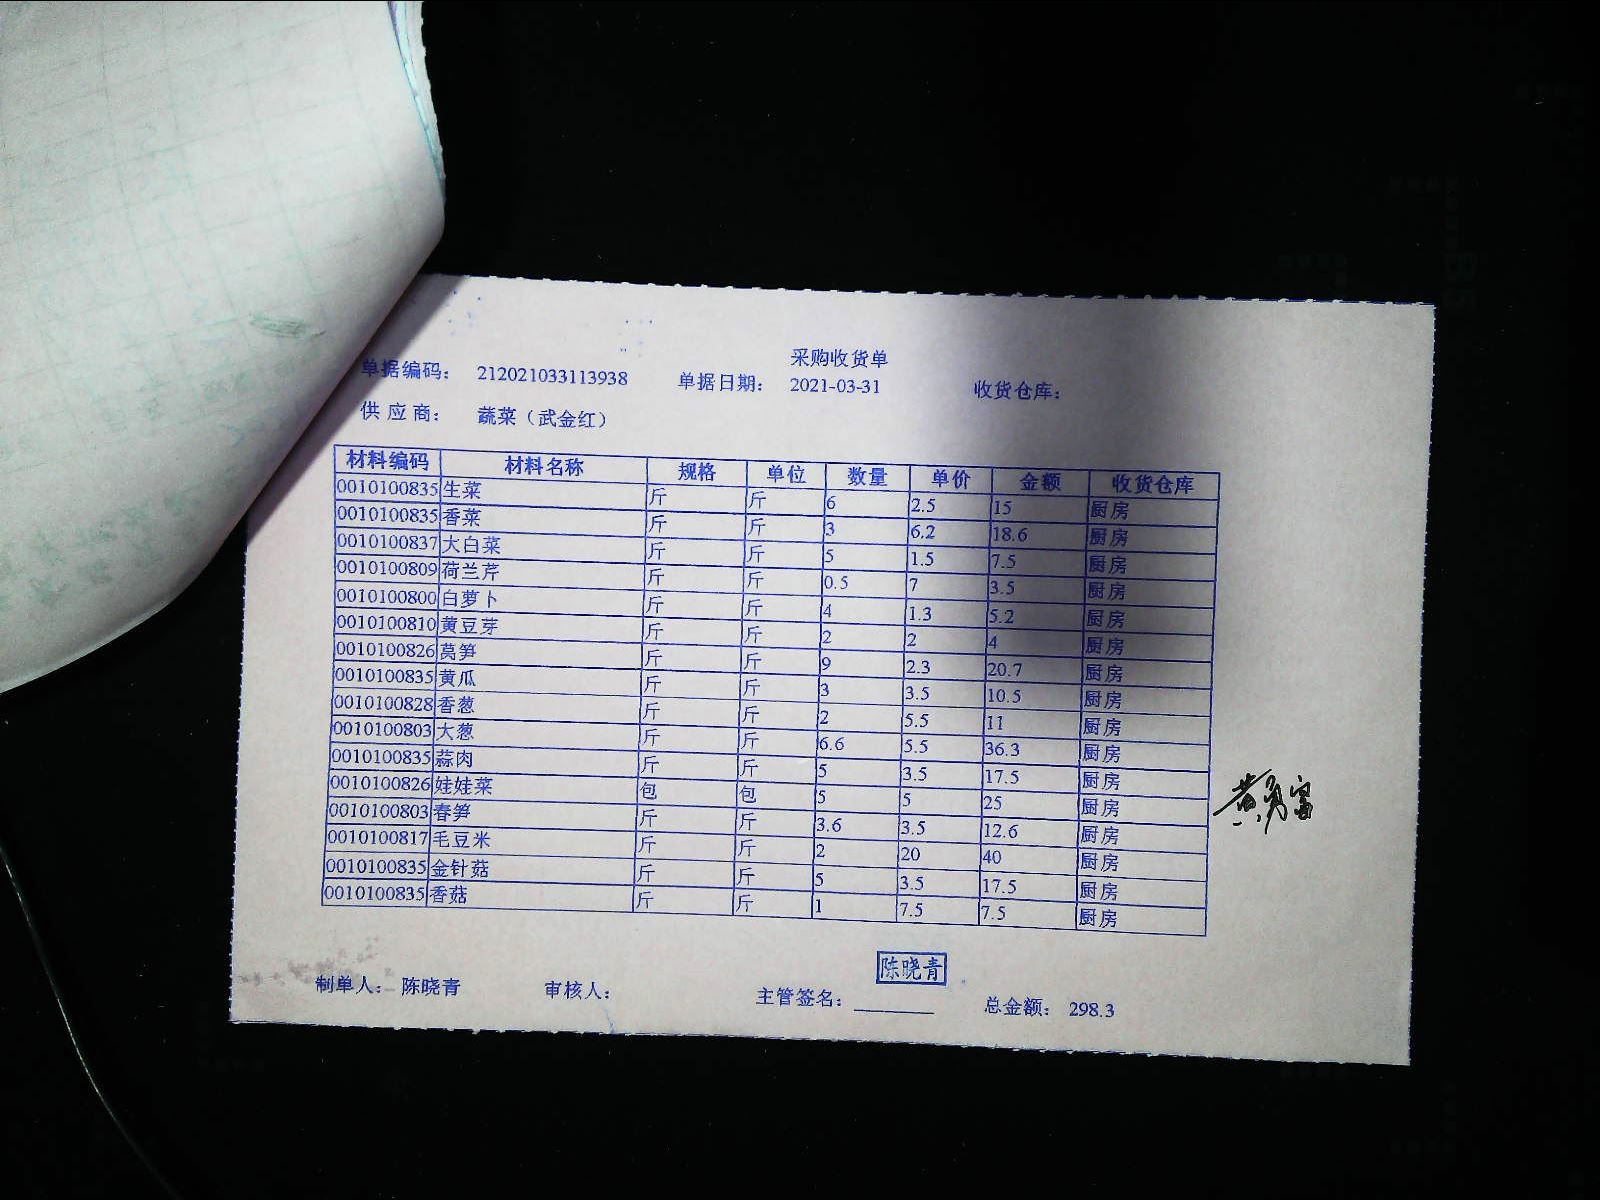 采购收货单
单据编码： 212021033113938 单据日期： 2021-03-31 收货仓库：
供应商： 蔬菜（武金红）
材料编码 材料名称 规格 单位 数量 单价 金额 收货仓库
0010100835 生菜 斤 斤 6 2.5 15 厨房
0010100835 香菜 斤 斤 3 6.2 18.6 厨房
0010100837 大白菜 斤 斤 5 1.5 7.5 厨房
0010100809 荷兰芹 斤 斤 0.5 7 3.5 厨房
0010100800 白萝卜 斤 斤 4 1.3 5.2 厨房
0010100810 黄豆芽 斤 斤 2 2 4 厨房
0010100826 莴笋 斤 斤 9 2.3 20.7 厨房
0010100835 黄瓜 斤 斤 3 3.5 10.5 厨房
0010100828 香葱 斤 斤 2 5.5 11 厨房
0010100803 大葱 斤 斤 6.6 5.5 36.3 厨房
0010100835 蒜肉 斤 斤 5 3.5 17.5 厨房
0010100826 娃娃菜 包 包 5 5 25 厨房
0010100803 春笋 斤 斤 3.6 3.5 12.6 厨房
0010100817 毛豆米 斤 斤 2 20 40 厨房
0010100835 金针菇 斤 斤 5 3.5 17.5 厨房
0010100835 香菇 斤 斤 1 7.5 7.5 厨房
陈晓青
制单人： 陈晓青 审核人： 主管签名： 总金额： 298.3